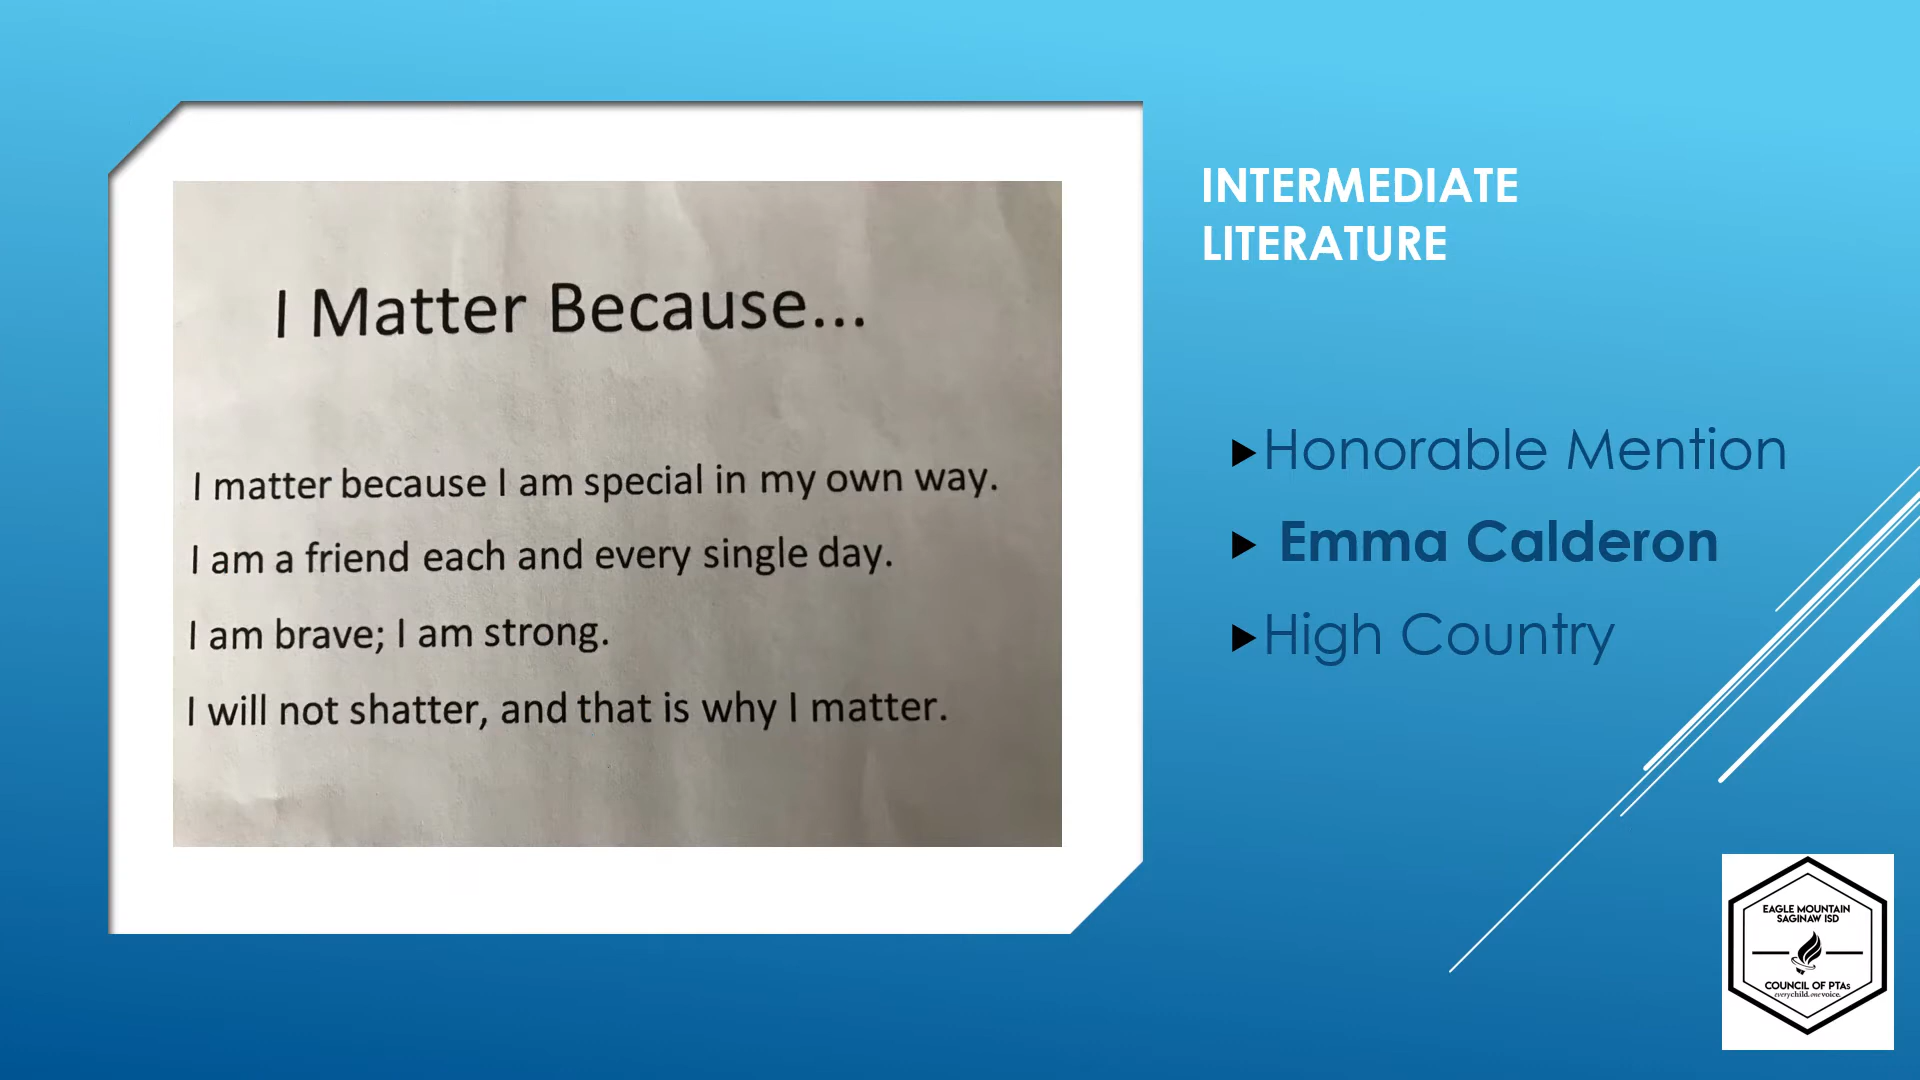 I Matter Because...
I matter because I am special in my own way.
I am a friend each and every single day.
I am brave; I am strong.
I will not shatter, and that is why I matter.
INTERMEDIATE
LITERATURE
Honorable Mention
Emma Calderon
High Country
EAGLE MOUNTAIN
SAGINAW ISD
COUNCIL OF PTAs
everychild.onevoice.